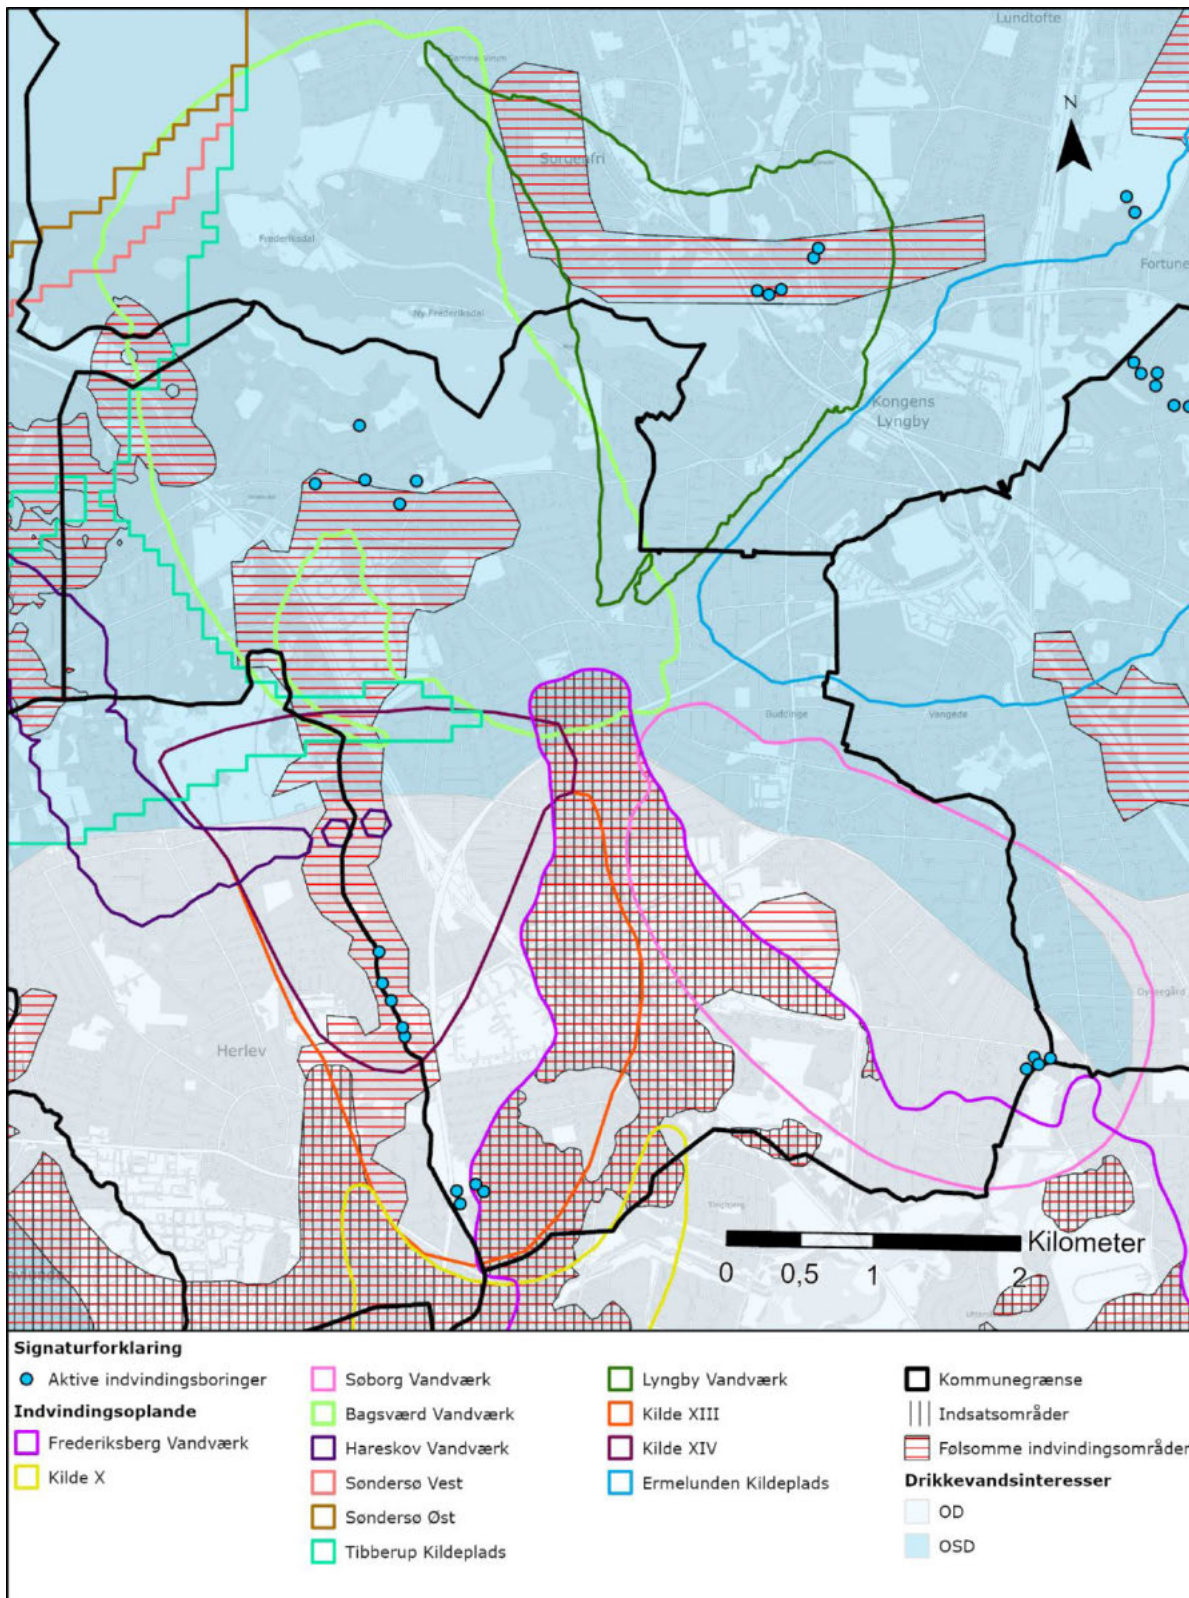 Lundtofte
N
Sorgenfri
Frederiksdal
Fortune
Ny Frederiksdal
Kongens
Lyngby
Buddinge
Vangede
Dyssegård
Herlev
Tingbjerg
Kilometer
0
0,5
1
2
Signaturforklaring
Aktive indvindingsboringer
Indvindingsoplande
Frederiksberg Vandværk
Kilde X
Søborg Vandværk
Bagsværd Vandværk
Hareskov Vandværk
Søndersø Vest
Søndersø Øst
Tibberup Kildeplads
Lyngby Vandværk
Kilde XIII
Kilde XIV
Ermelunden Kildeplads
Kommunegrænse
Indsatsområder
Følsomme indvindingsområder
Drikkevandsinteresser
OD
OSD